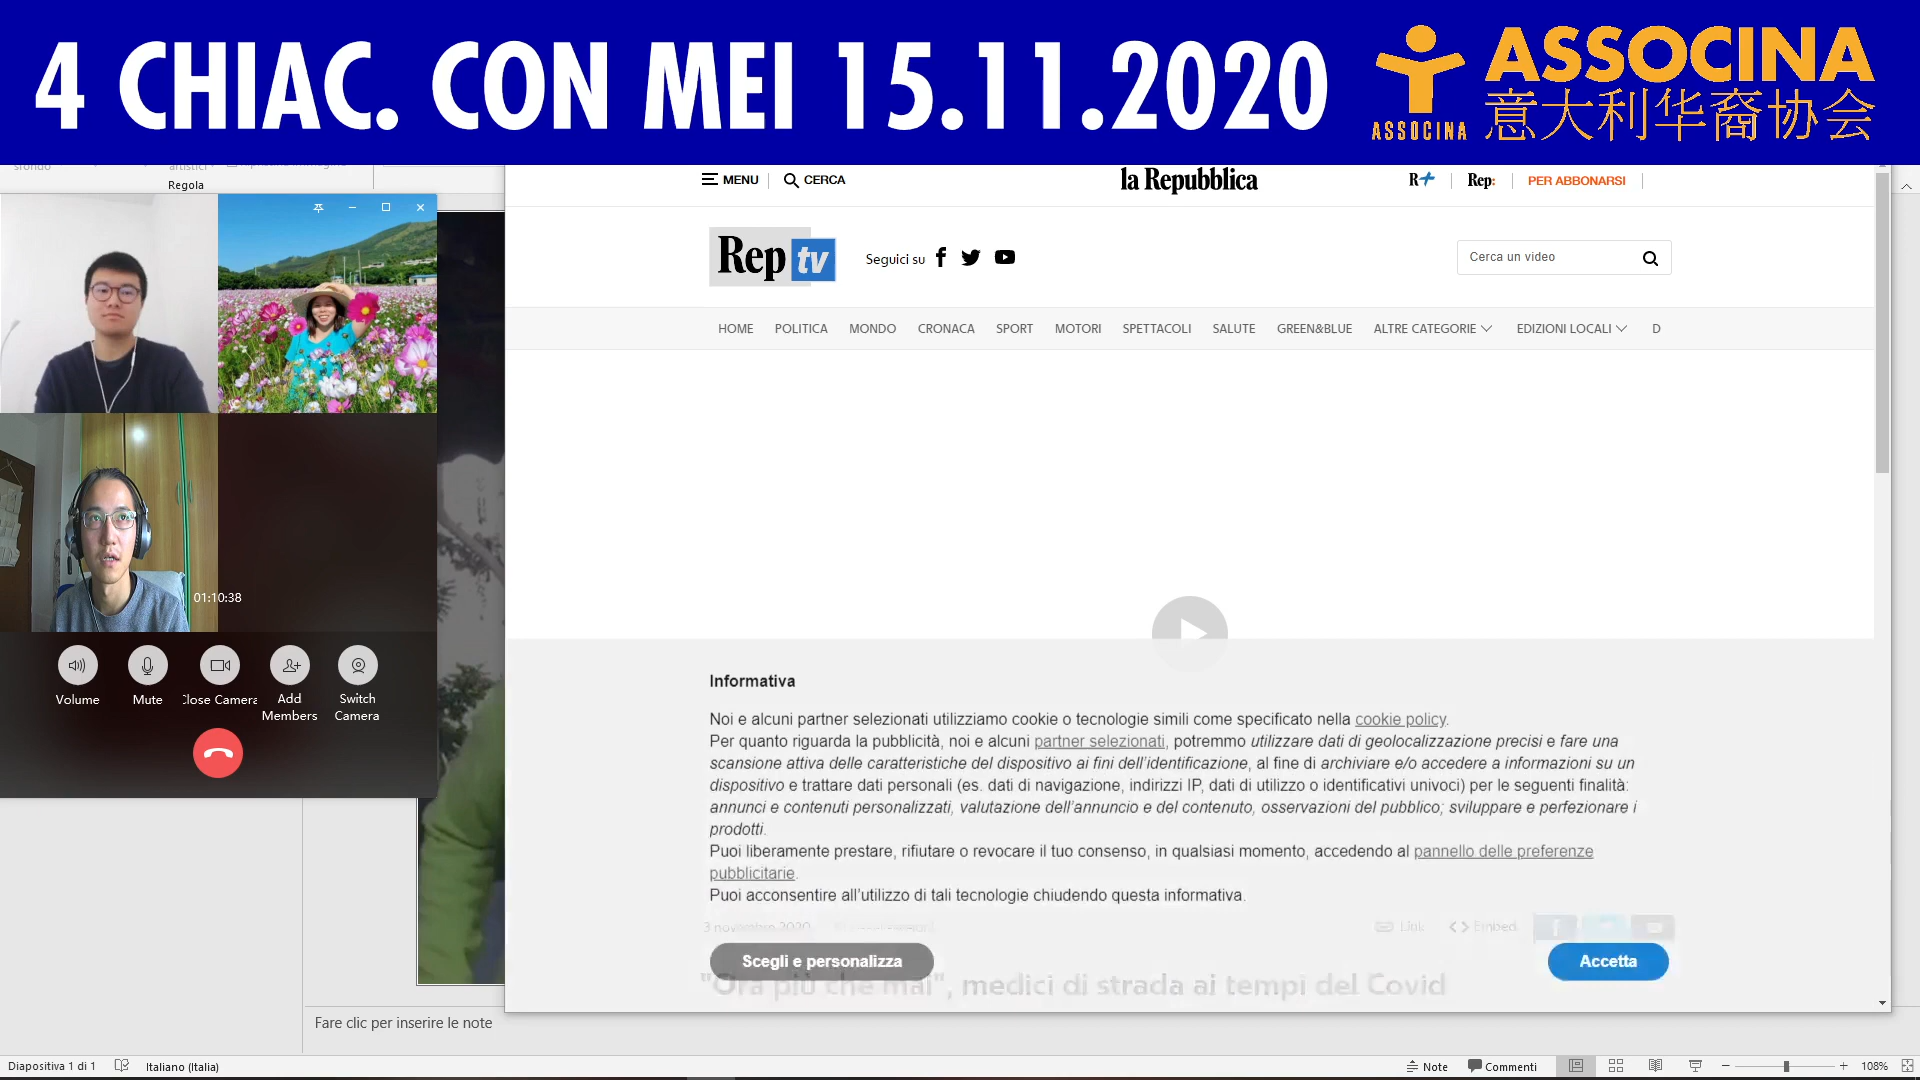 4 CHIAC. CON MEI 15.11.2020
ASSOCINA
ASSOCINA
意大利华裔协会
sfondo
artistici
Regola
MENU
CERCA
la Repubblica
R+
Rep:
PER ABBONARSI
Rep tv
Seguici su
Cerca un video
HOME POLITICA MONDO CRONACA SPORT MOTORI SPETTACOLI SALUTE GREEN&BLUE ALTRE CATEGORIE EDIZIONI LOCALI D
01:10:38
Volume
Mute
Close Camera
Add Members
Switch Camera
Informativa
Noi e alcuni partner selezionati utilizziamo cookie o tecnologie simili come specificato nella cookie policy.
Per quanto riguarda la pubblicità, noi e alcuni partner selezionati, potremmo utilizzare dati di geolocalizzazione precisi e fare una
scansione attiva delle caratteristiche del dispositivo ai fini dell’identificazione, al fine di archiviare e/o accedere a informazioni su un
dispositivo e trattare dati personali (es. dati di navigazione, indirizzi IP, dati di utilizzo o identificativi univoci) per le seguenti finalità:
annunci e contenuti personalizzati, valutazione dell’annuncio e del contenuto, osservazioni del pubblico; sviluppare e perfezionare i
prodotti.
Puoi liberamente prestare, rifiutare o revocare il tuo consenso, in qualsiasi momento, accedendo al pannello delle preferenze
pubblicitarie.
Puoi acconsentire all’utilizzo di tali tecnologie chiudendo questa informativa.
3 novembre 2020
Link
Embed
Scegli e personalizza
Accetta
"Ora più che mai", medici di strada ai tempi del Covid
Fare clic per inserire le note
Diapositiva 1 di 1
Italiano (Italia)
Note
Commenti
108%